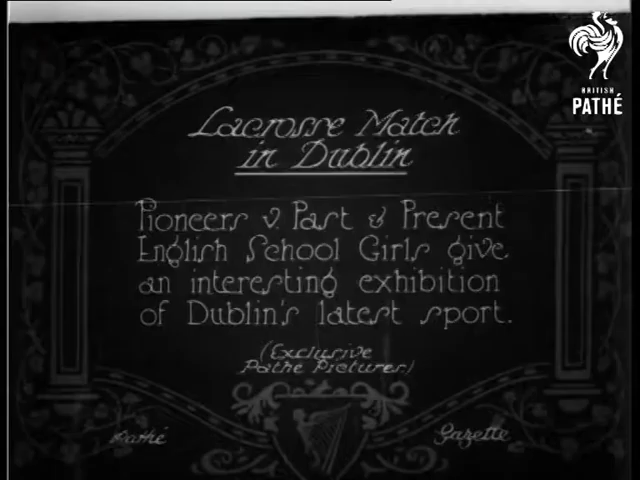 BRITISH
PATHÉ
Lacrosse Match
in Dublin
Pioneers v. Past & Present
English School Girls give
an interesting exhibition
of Dublin's latest sport.
(Exclusive
Pathe Pictures)
Pathé
Gazette